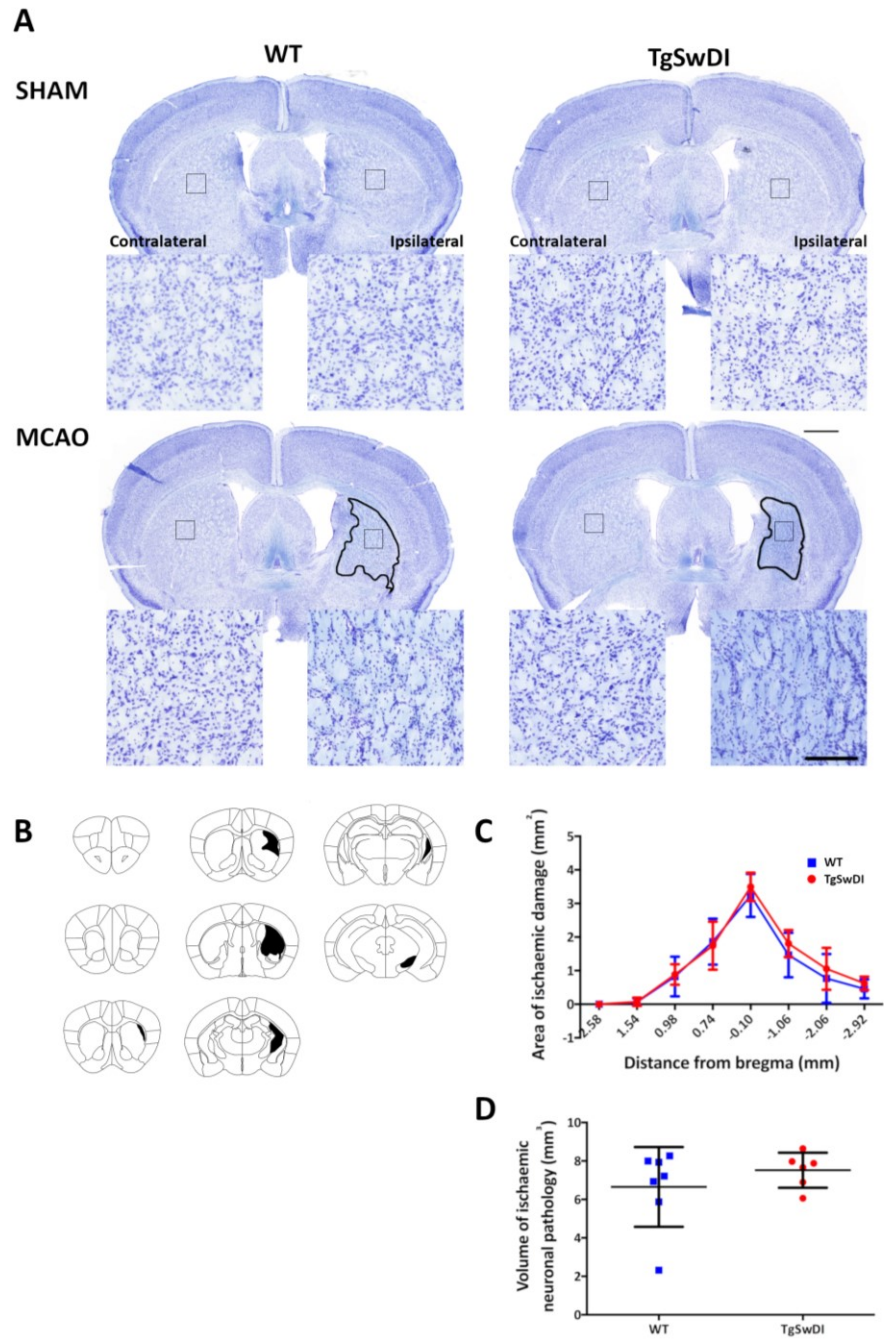 A
WT
TgSwDI
SHAM
Contralateral
Ipsilateral
Contralateral
Ipsilateral
MCAO
B
C
Area of ischaemic damage (mm²)
5
4
3
2
1
0
-1
WT
TgSwDI
2.58
1.54
0.98
0.74
-0.10
-1.06
-2.06
-2.92
Distance from bregma (mm)
D
Volume of ischaemic
neuronal pathology (mm³)
10
8
6
4
2
0
WT
TgSwDI